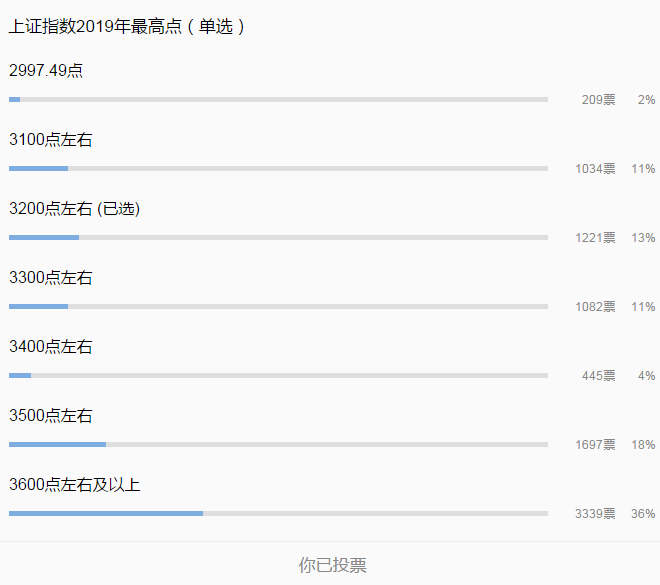 上证指数2019年最高点（单选）
2997.49点
209票 2%
3100点左右
1034票 11%
3200点左右 (已选)
1221票 13%
3300点左右
1082票 11%
3400点左右
445票 4%
3500点左右
1697票 18%
3600点左右及以上
3339票 36%
你已投票